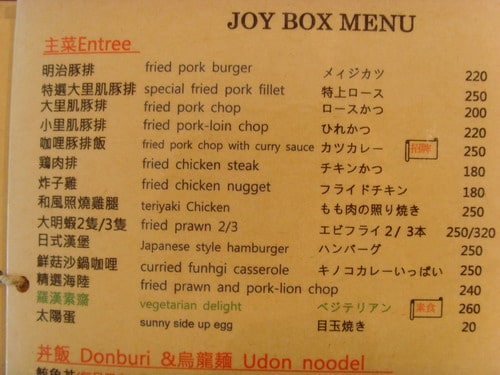 JOY BOX MENU
主菜Entree
明治豚排 fried pork burger メィジカツ 220
特選大里肌豚排 special fried pork fillet 特上ロース 250
大里肌豚排 fried pork chop ロースかつ 200
小里肌豚排 fried pork-loin chop ひれかつ 220
咖哩豚排 fried pork chop with curry sauce カツカレー 招牌 250
鶏肉排 fried chicken steak チキンかつ 180
炸子雞 fried chicken nugget フライドチキン 180
和風照燒雞腿 teriyaki Chicken もも肉の照り焼き 250
大明蝦2隻/3隻 fried prawn 2/3 エビフライ2/ 3本 250/320
日式漢堡 Japanese style hamburger ハンバーグ 250
鮮菇沙鍋咖哩 curried funhgi casserole キノコカレーいっぱい 250
精選海陸 fried prawn and pork-lion chop 240
羅漢素齋 vegetarian delight ベジテリアン 素食 260
太陽蛋 sunny side up egg 目玉焼き 20
丼飯 Donburi &烏龍麵 Udon noodel